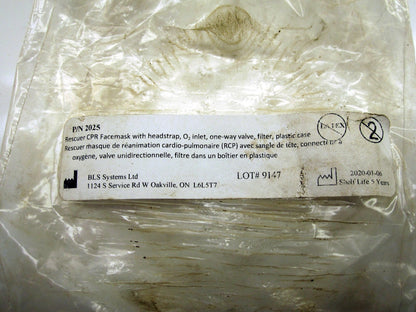 P/N 2025
Rescuer CPR Facemask with headstrap, O₂ inlet, one-way valve, filter, plastic case
Rescuer masque de réanimation cardio-pulmonaire (RCP) avec sangle de tête, connecteur à
oxygène, valve unidirectionnelle, filtre dans un boîtier en plastique
LATEX
2
BLS Systems Ltd
1124 S Service Rd W Oakville, ON L6L5T7
LOT# 9147
2020-01-06
Shelf Life 5 Years